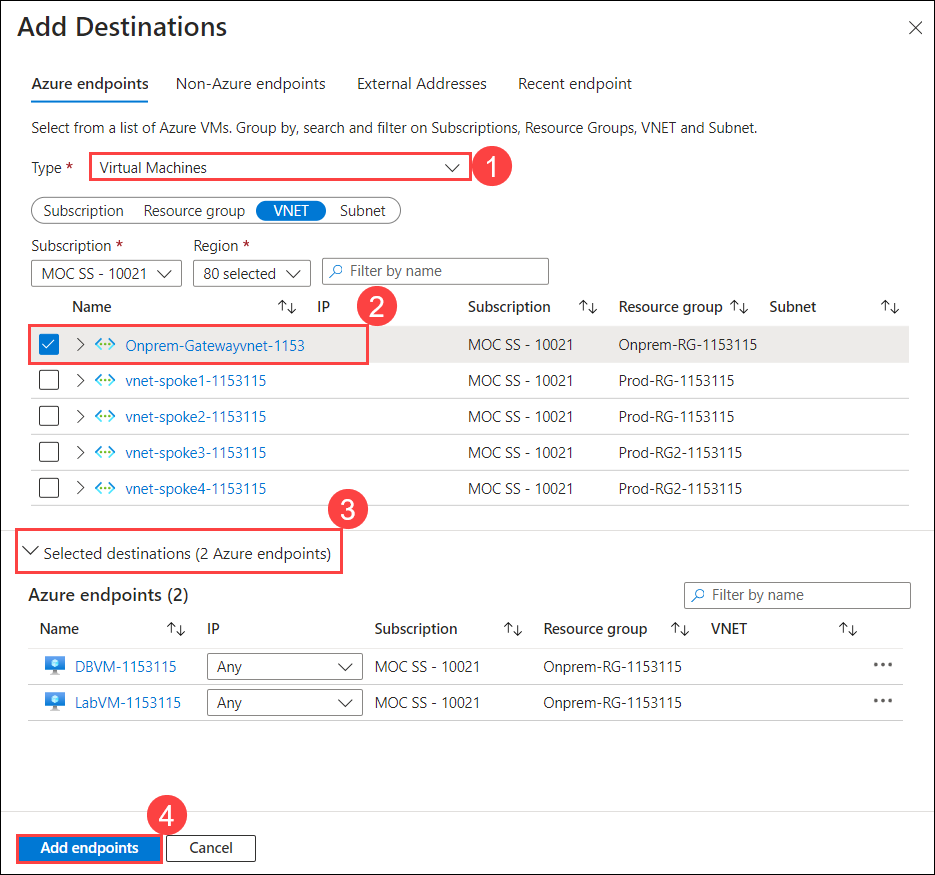 Add Destinations
Azure endpoints Non-Azure endpoints External Addresses Recent endpoint
Select from a list of Azure VMs. Group by, search and filter on Subscriptions, Resource Groups, VNET and Subnet.
Type * Virtual Machines 1
Subscription Resource group VNET Subnet
Subscription * Region *
MOC SS - 10021 80 selected Filter by name
Name IP 2 Subscription Resource group Subnet
Onprem-Gatewayvnet-1153 MOC SS - 10021 Onprem-RG-1153115
vnet-spoke1-1153115 MOC SS - 10021 Prod-RG-1153115
vnet-spoke2-1153115 MOC SS - 10021 Prod-RG-1153115
vnet-spoke3-1153115 MOC SS - 10021 Prod-RG2-1153115
vnet-spoke4-1153115 MOC SS - 10021 Prod-RG2-1153115
3
Selected destinations (2 Azure endpoints)
Azure endpoints (2) Filter by name
Name IP Subscription Resource group VNET
DBVM-1153115 Any MOC SS - 10021 Onprem-RG-1153115
LabVM-1153115 Any MOC SS - 10021 Onprem-RG-1153115
4
Add endpoints Cancel